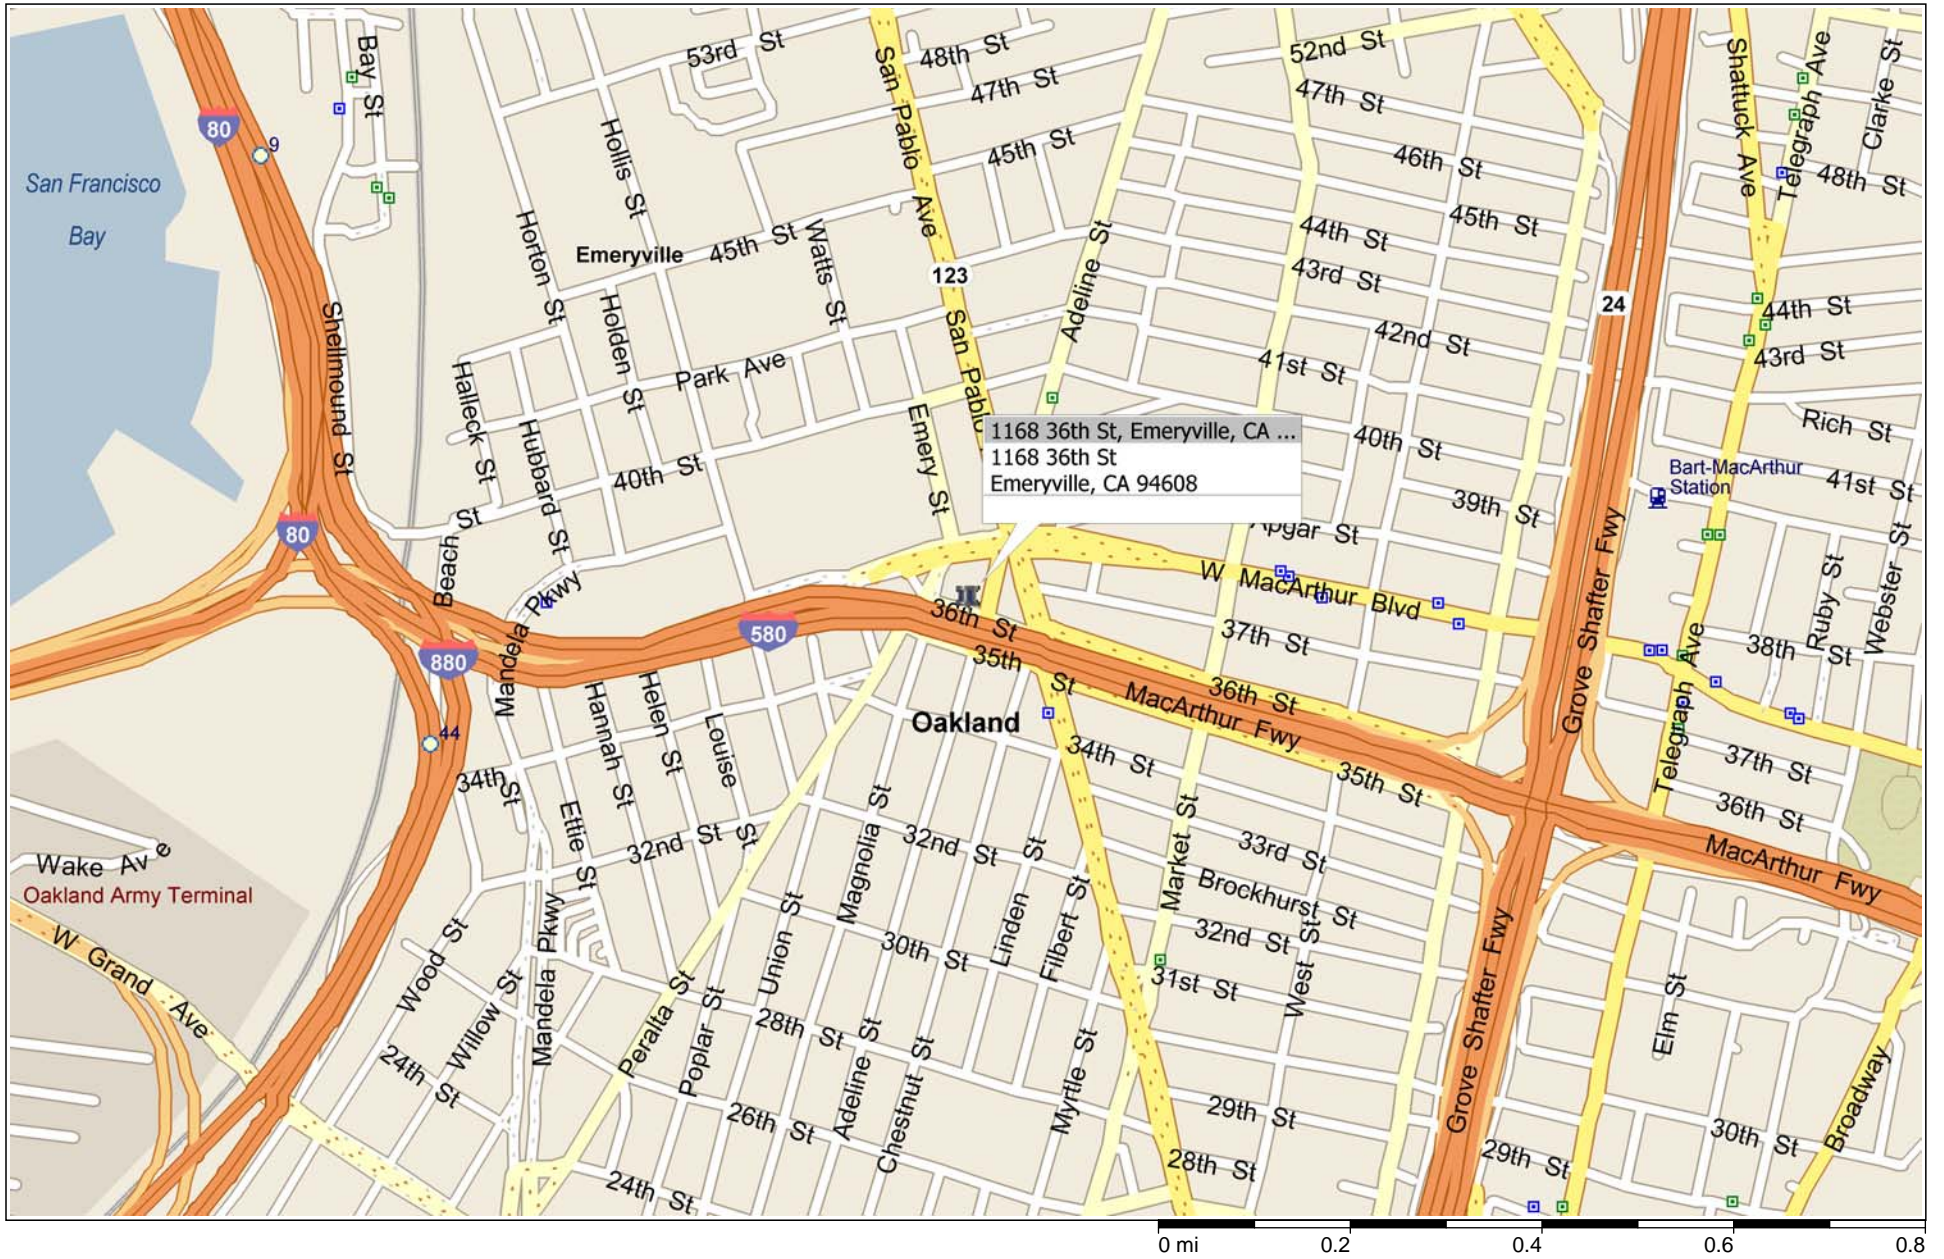 53rd St
48th St
47th St
52nd St
47th St
Bay St
San Pablo Ave
Shattuck Ave
Telegraph Ave
Clarke St
80
9
Hollis St
45th St
46th St
48th St
San Francisco
Bay
Horton St
Emeryville
45th St
Watts St
123
Adeline St
44th St
45th St
43rd St
24
44th St
Shellmound St
Holden St
San Pablo
42nd St
43rd St
Halleck St
Park Ave
41st St
Hubbard St
Emery St
1168 36th St, Emeryville, CA ...
1168 36th St
Emeryville, CA 94608
40th St
Rich St
40th St
Bart-MacArthur
Station
41st St
39th St
80
Beach St
Apgar St
Grove Shafter Fwy
Webster St
Ruby St
Mandela Pkwy
W MacArthur Blvd
36th St
580
37th St
38th St
880
35th St
36th St
MacArthur Fwy
Telegraph Ave
Hannah St
Helen St
Louise St
Oakland
44
34th St
34th St
35th St
37th St
36th St
Ettie St
32nd St
Magnolia St
32nd St
Linden St
Filbert St
Market St
33rd St
Brockhurst St
MacArthur Fwy
Wake Ave
Oakland Army Terminal
W Grand Ave
Wood St
Willow St
Mandela Pkwy
Union St
30th St
32nd St
West St
31st St
Grove Shafter Fwy
Elm St
Peralta St
Poplar St
28th St
Adeline St
Chestnut St
Myrtle St
24th St
26th St
29th St
30th St
Broadway
24th St
28th St
29th St
0 mi 0.2 0.4 0.6 0.8